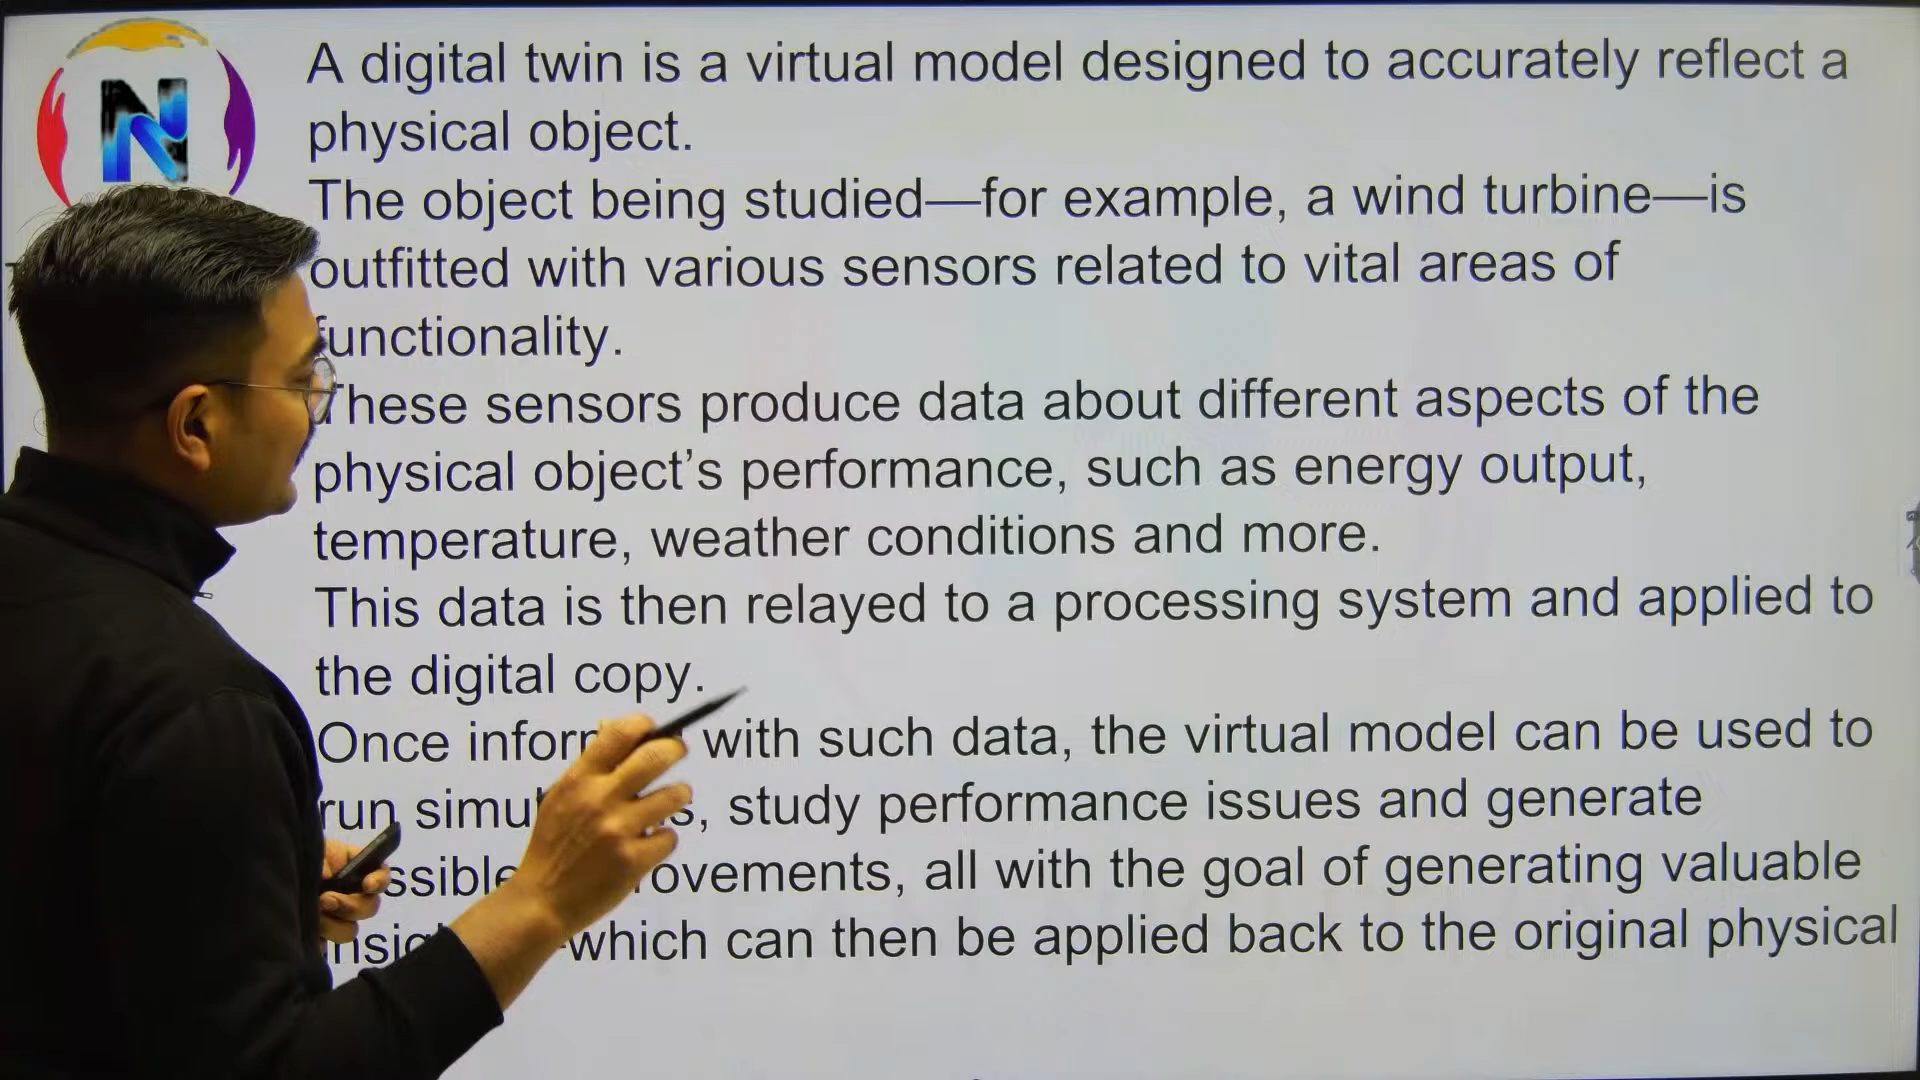 N
A digital twin is a virtual model designed to accurately reflect a
physical object.
The object being studied—for example, a wind turbine—is
outfitted with various sensors related to vital areas of
functionality.
These sensors produce data about different aspects of the
physical object’s performance, such as energy output,
temperature, weather conditions and more.
This data is then relayed to a processing system and applied to
the digital copy.
Once with such data, the virtual model can be used to
run study performance issues and generate
all with the goal of generating valuable
which can then be applied back to the original physical